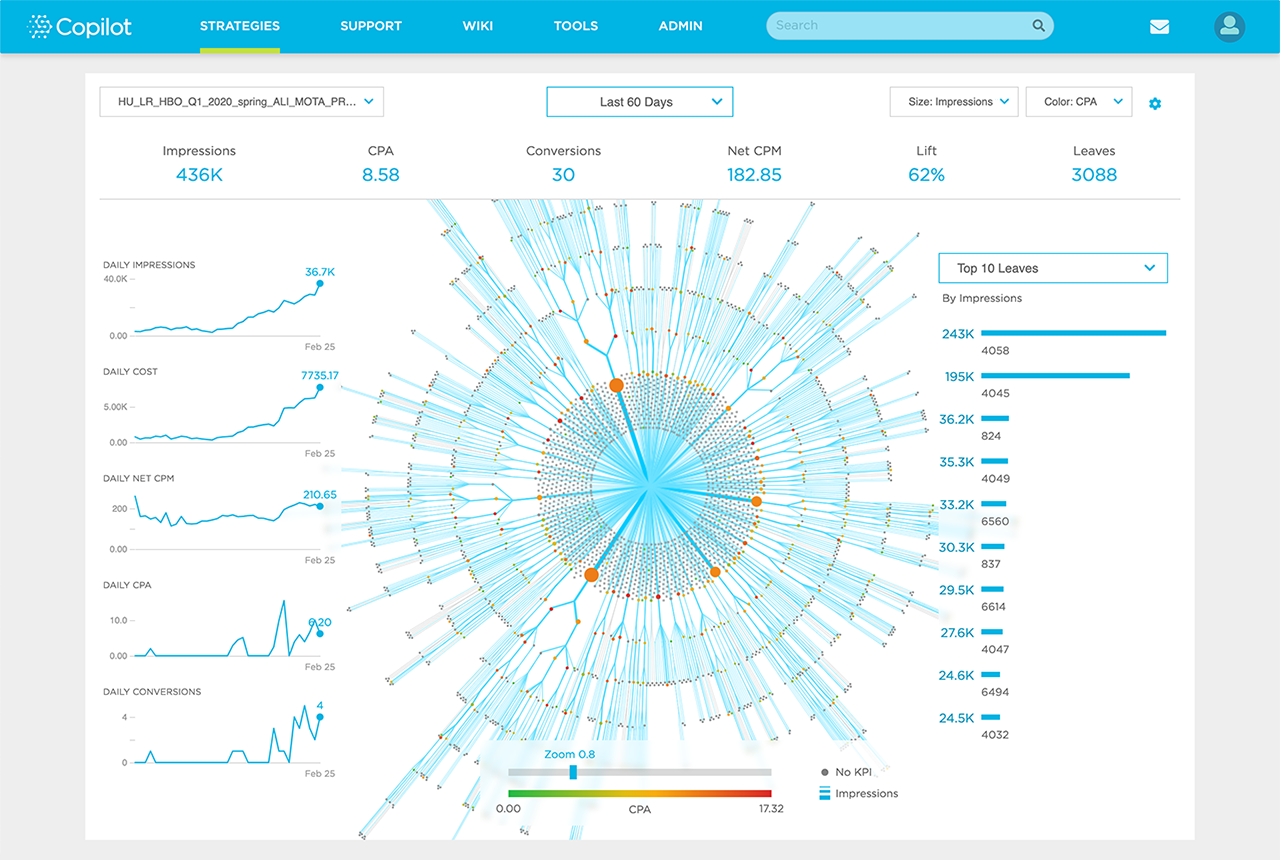 Copilot
STRATEGIES
SUPPORT
WIKI
TOOLS
ADMIN
Search
HU_LR_HBO_Q1_2020_spring_ALI_MOTA_PR...
Last 60 Days
Size: Impressions
Color: CPA
Impressions
436K
CPA
8.58
Conversions
30
Net CPM
182.85
Lift
62%
Leaves
3088
DAILY IMPRESSIONS
36.7K
40.0K
0.00
Feb 25
DAILY COST
7735.17
5.00K
0.00
Feb 25
DAILY NET CPM
210.65
200
0.00
Feb 25
DAILY CPA
10.0
6.20
0.00
Feb 25
DAILY CONVERSIONS
4
4
0
Feb 25
Top 10 Leaves
By Impressions
243K
4058
195K
4045
36.2K
824
35.3K
4049
33.2K
6560
30.3K
837
29.5K
6614
27.6K
4047
24.6K
6494
24.5K
4032
Zoom 0.8
0.00
CPA
17.32
No KPI
Impressions